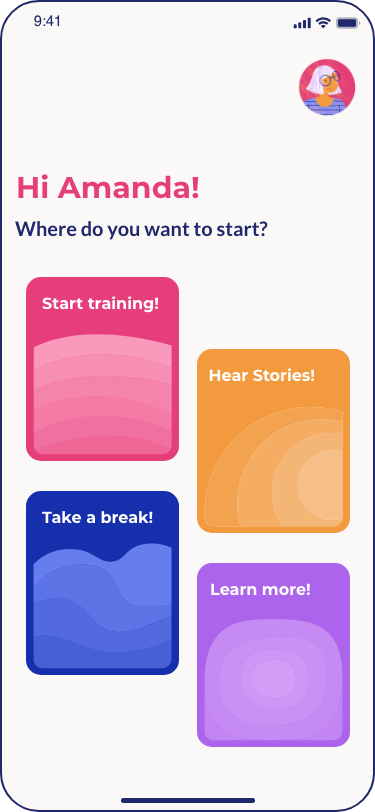 9:41
Hi Amanda!
Where do you want to start?
Start training!
Hear Stories!
Take a break!
Learn more!